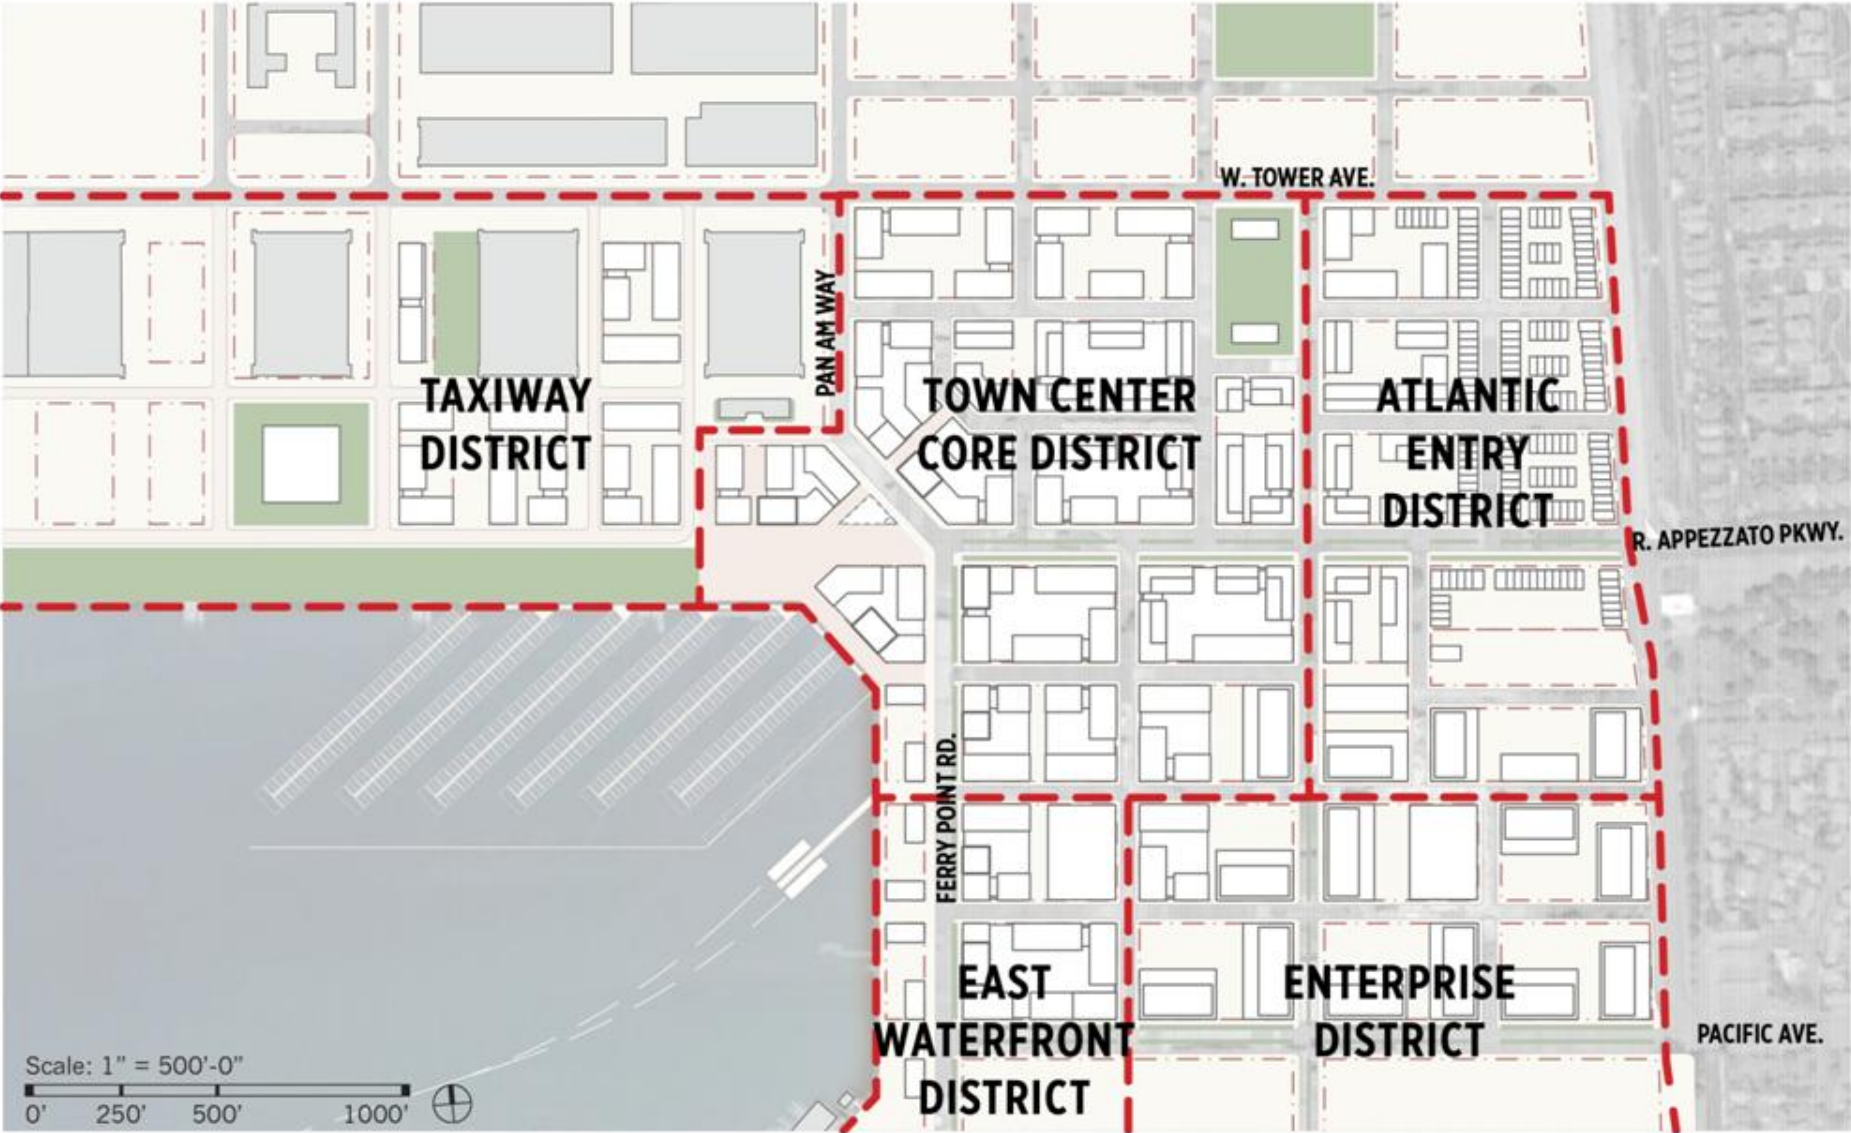 W. TOWER AVE.
PAN AM WAY
TAXIWAY
DISTRICT
TOWN CENTER
CORE DISTRICT
ATLANTIC
ENTRY
DISTRICT
R. APPEZZATO PKWY.
FERRY POINT RD.
EAST
WATERFRONT
DISTRICT
ENTERPRISE
DISTRICT
PACIFIC AVE.
Scale: 1” = 500'-0”
0' 250' 500' 1000'